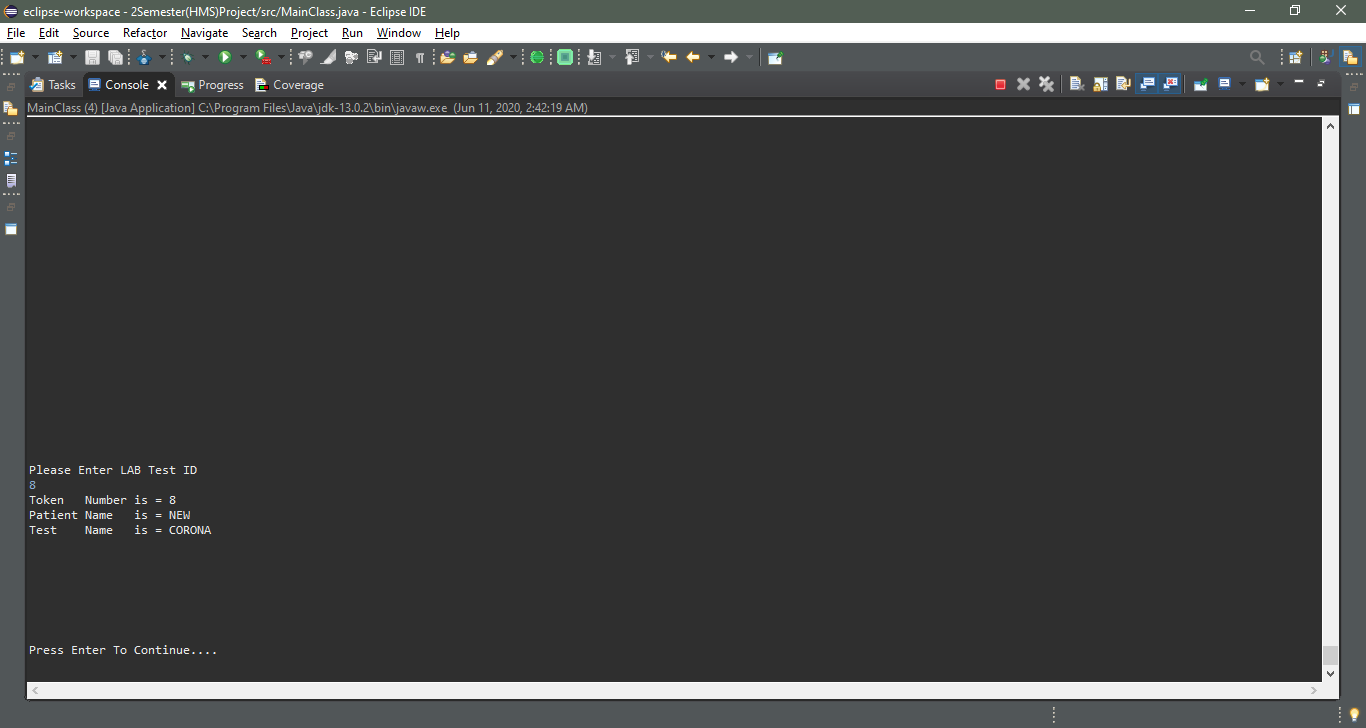 eclipse-workspace - 2Semester(HMS)Project/src/MainClass.java - Eclipse IDE
File Edit Source Refactor Navigate Search Project Run Window Help
Tasks Console Progress Coverage
MainClass (4) [Java Application] C:\Program Files\Java\jdk-13.0.2\bin\javaw.exe (Jun 11, 2020, 2:42:19 AM)
Please Enter LAB Test ID
8
Token   Number is = 8
Patient Name   is = NEW
Test    Name   is = CORONA
Press Enter To Continue....